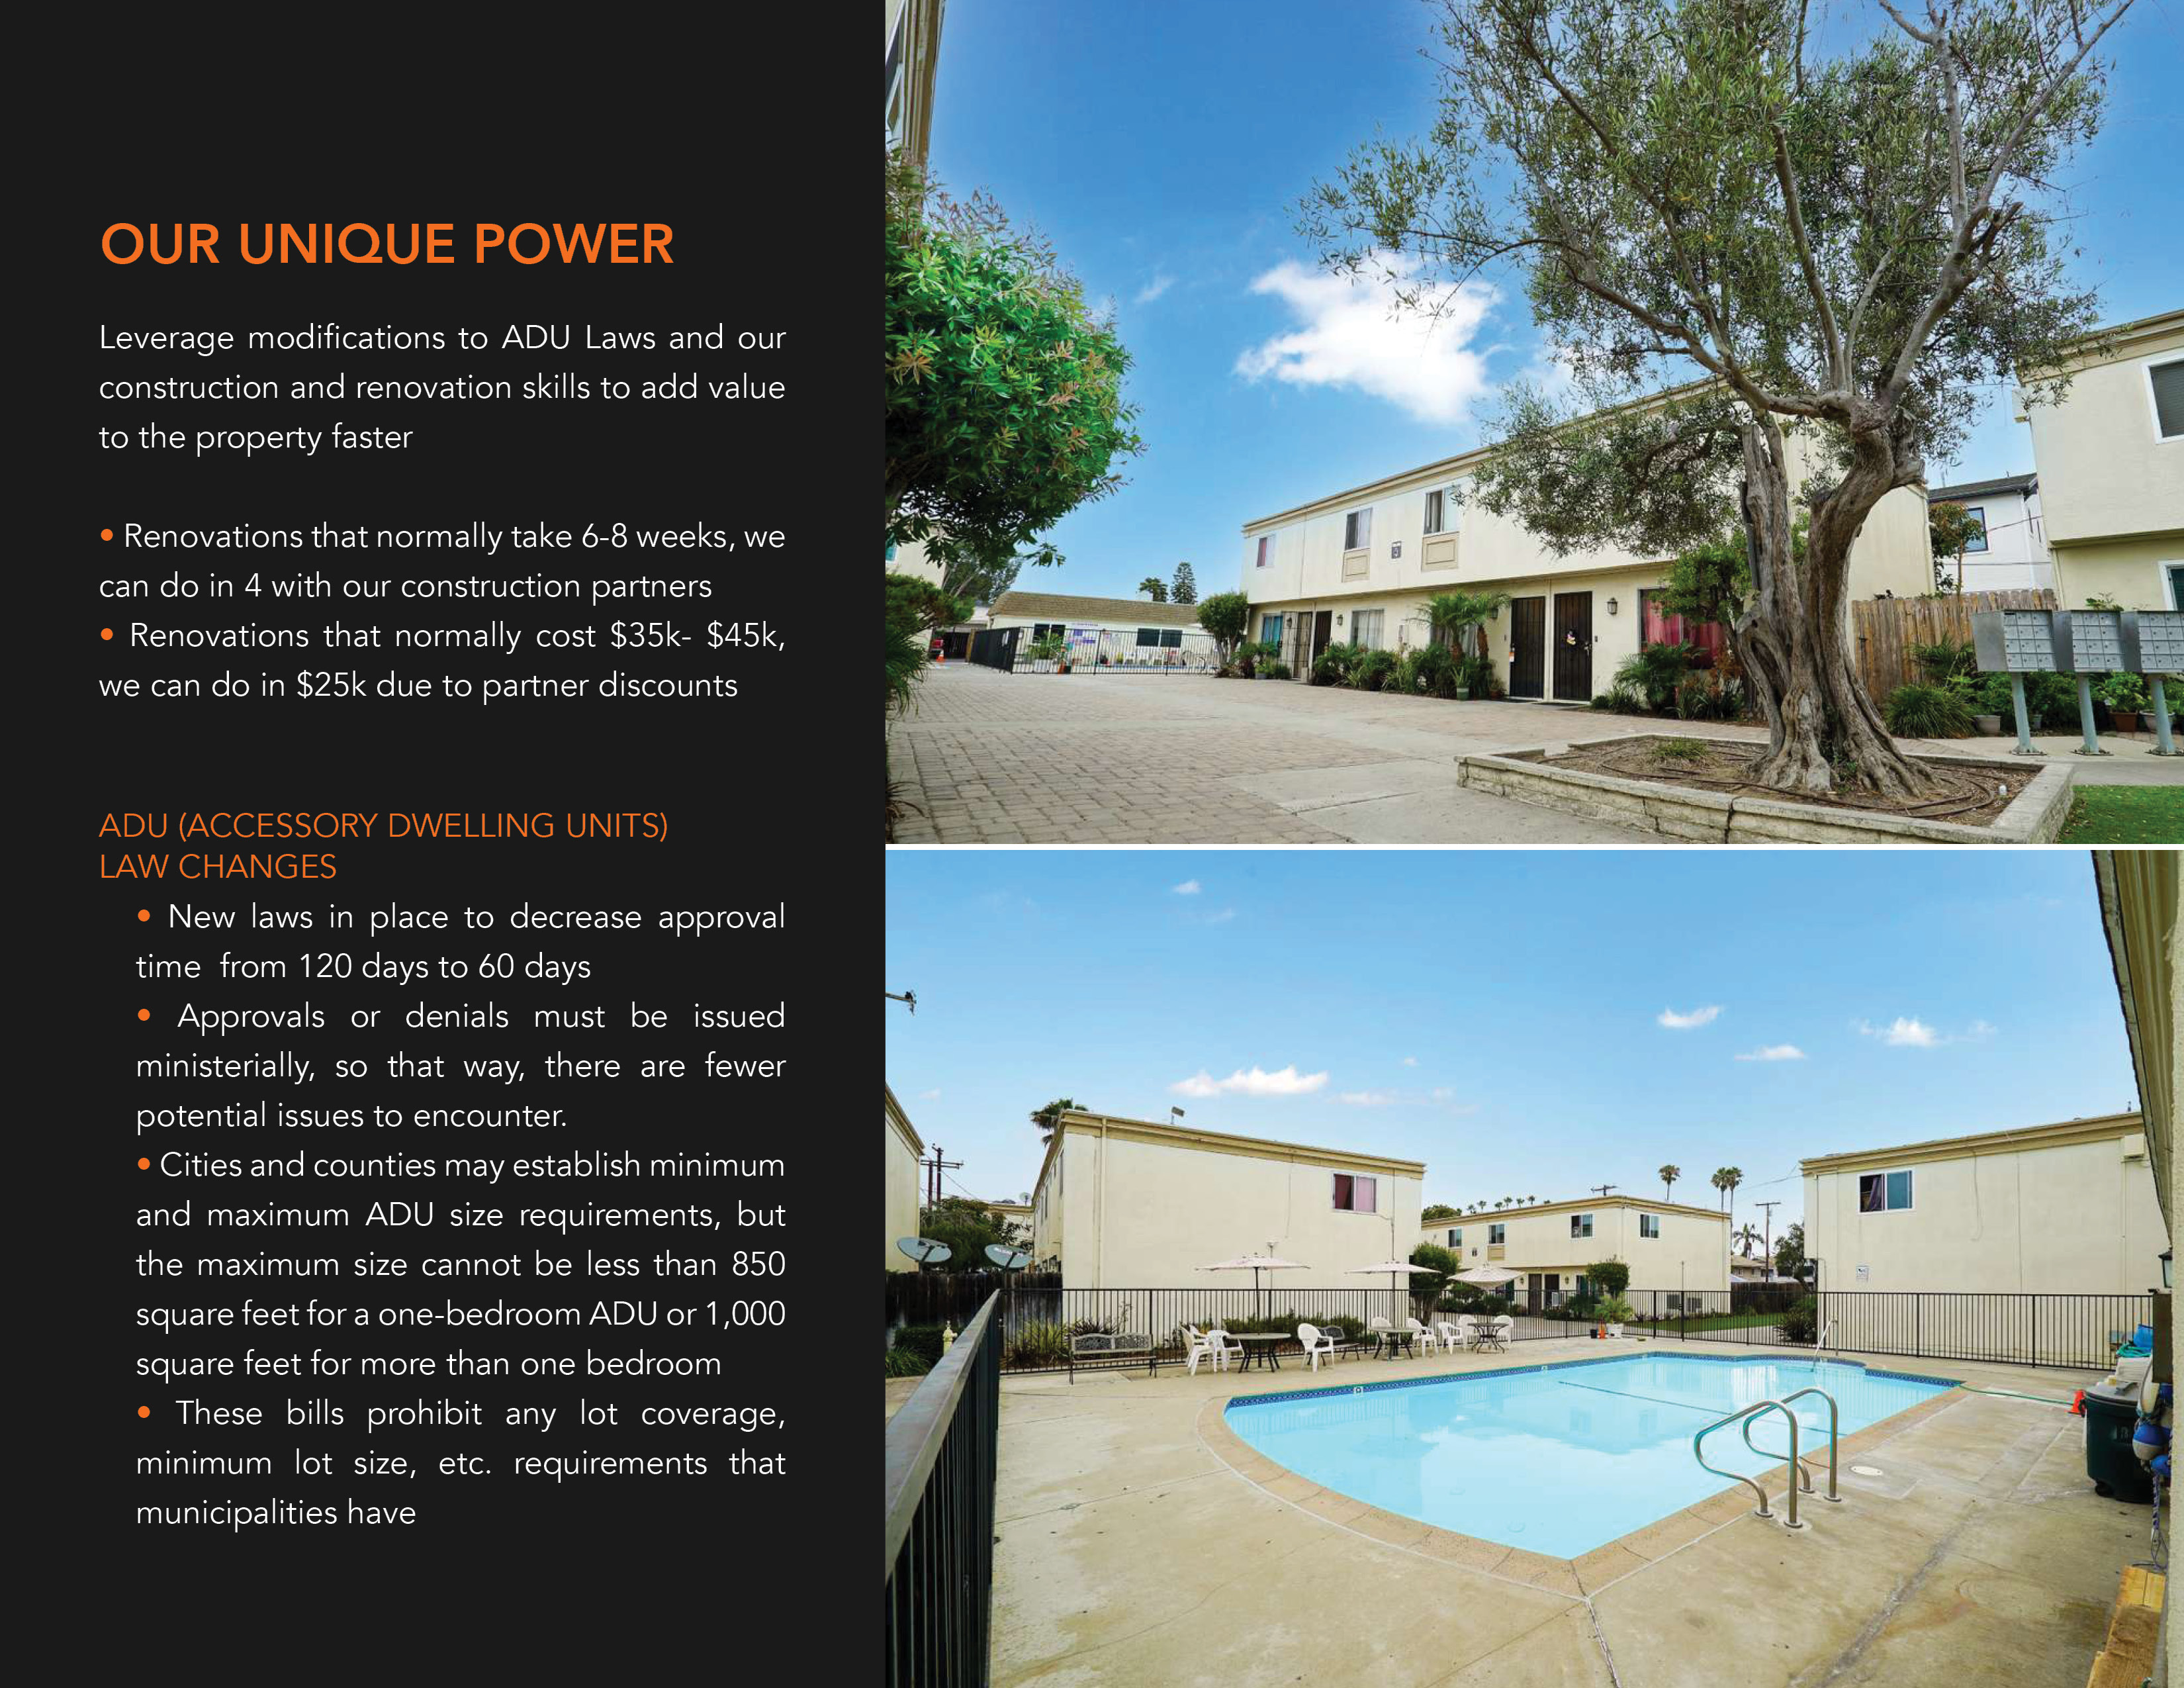 OUR UNIQUE POWER
Leverage modifications to ADU Laws and our
construction and renovation skills to add value
to the property faster
• Renovations that normally take 6-8 weeks, we
can do in 4 with our construction partners
• Renovations that normally cost $35k- $45k,
we can do in $25k due to partner discounts
ADU (ACCESSORY DWELLING UNITS)
LAW CHANGES
• New laws in place to decrease approval
time from 120 days to 60 days
• Approvals or denials must be issued
ministerially, so that way, there are fewer
potential issues to encounter.
• Cities and counties may establish minimum
and maximum ADU size requirements, but
the maximum size cannot be less than 850
square feet for a one-bedroom ADU or 1,000
square feet for more than one bedroom
• These bills prohibit any lot coverage,
minimum lot size, etc. requirements that
municipalities have